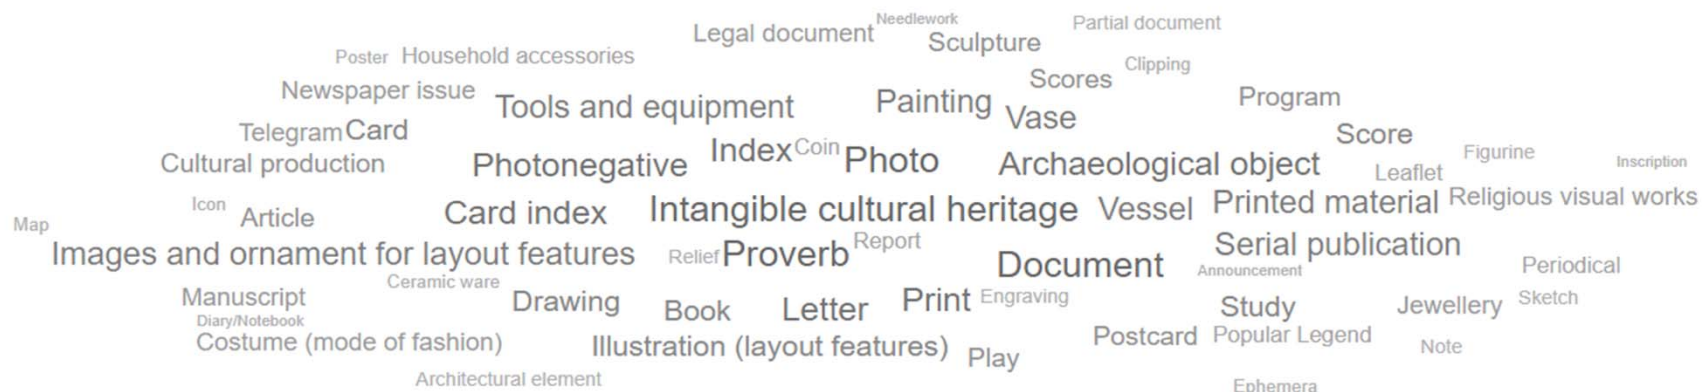 Needlework
Legal document
Partial document
Sculpture
Poster
Household accessories
Clipping
Scores
Newspaper issue
Tools and equipment
Painting
Program
Vase
Telegram
Card
Score
Cultural production
Photonegative
Index
Coin
Photo
Archaeological object
Figurine
Leaflet
Inscription
Map
Icon
Article
Card index
Intangible cultural heritage
Vessel
Printed material
Religious visual works
Images and ornament for layout features
Relief
Proverb
Report
Document
Serial publication
Announcement
Periodical
Ceramic ware
Manuscript
Drawing
Book
Letter
Print
Engraving
Study
Jewellery
Sketch
Diary/Notebook
Costume (mode of fashion)
Illustration (layout features)
Play
Postcard
Popular Legend
Note
Architectural element
Ephemera